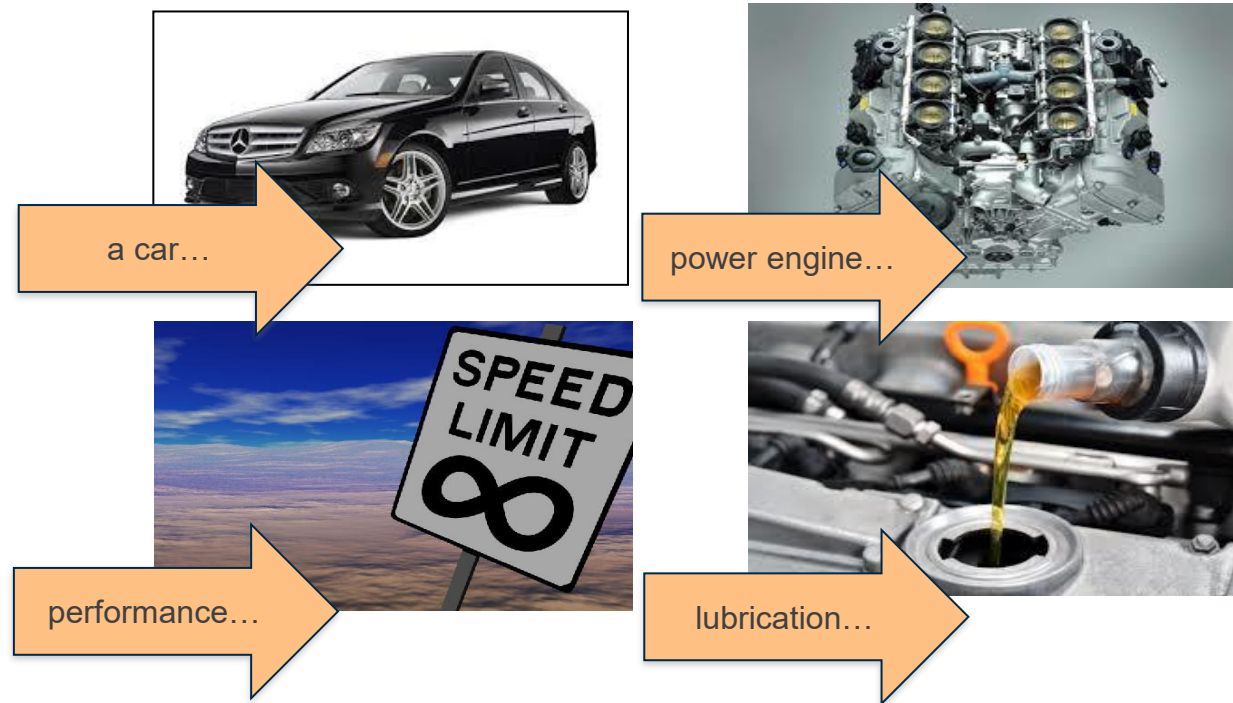 a car…
power engine…
SPEED
LIMIT
∞
performance…
lubrication…